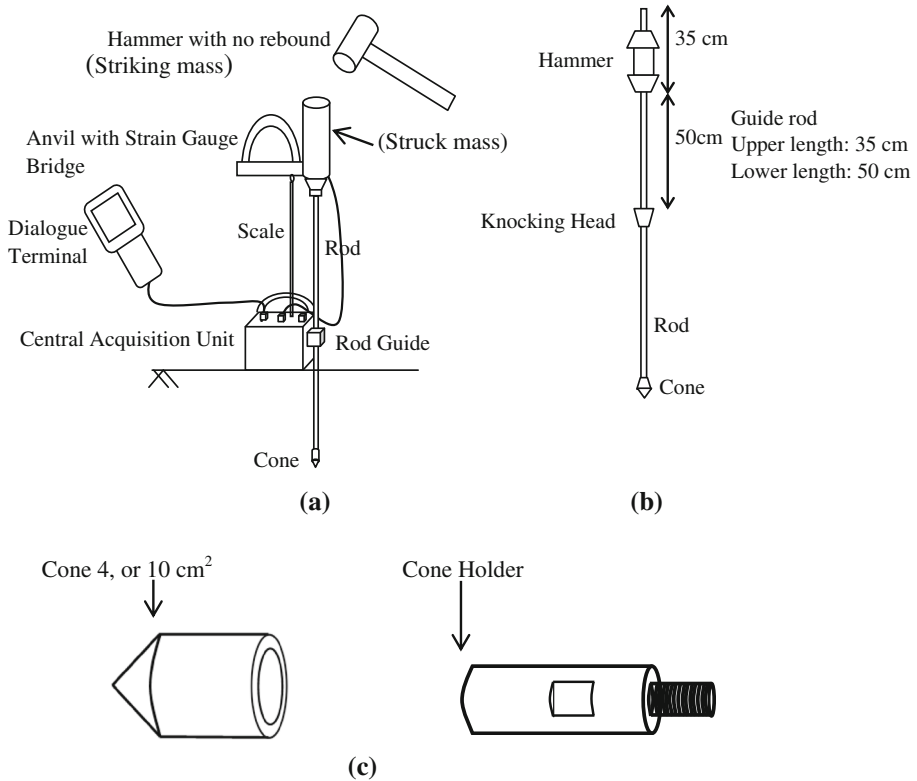 Hammer with no rebound
(Striking mass)
Anvil with Strain Gauge
Bridge
(Struck mass)
Dialogue
Terminal
Scale
Rod
Central Acquisition Unit
Rod Guide
Cone
(a)
35 cm
Hammer
50cm
Guide rod
Upper length: 35 cm
Lower length: 50 cm
Knocking Head
Rod
Cone
(b)
Cone 4, or 10 cm²
Cone Holder
(c)